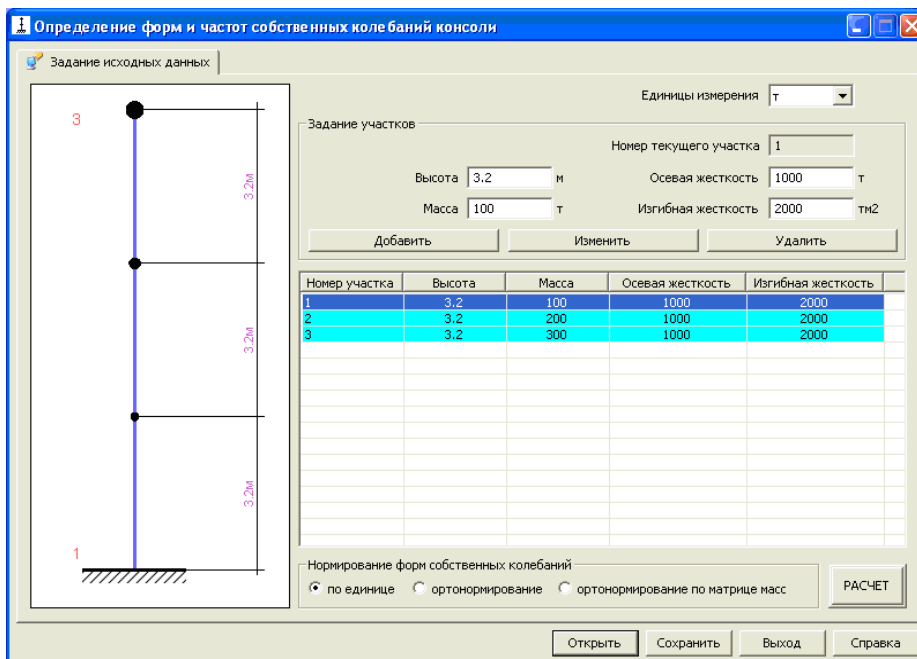 Определение форм и частот собственных колебаний консоли
Задание исходных данных
3
3.2м
3.2м
3.2м
1
Единицы измерения т
Задание участков
Номер текущего участка 1
Высота 3.2 м Осевая жесткость 1000 т
Масса 100 т Изгибная жесткость 2000 тм2
Добавить Изменить Удалить
Номер участка Высота Масса Осевая жесткость Изгибная жесткость
1 3.2 100 1000 2000
2 3.2 200 1000 2000
3 3.2 300 1000 2000
Нормирование форм собственных колебаний
по единице ортонормирование ортонормирование по матрице масс
РАСЧЕТ
Открыть Сохранить Выход Справка